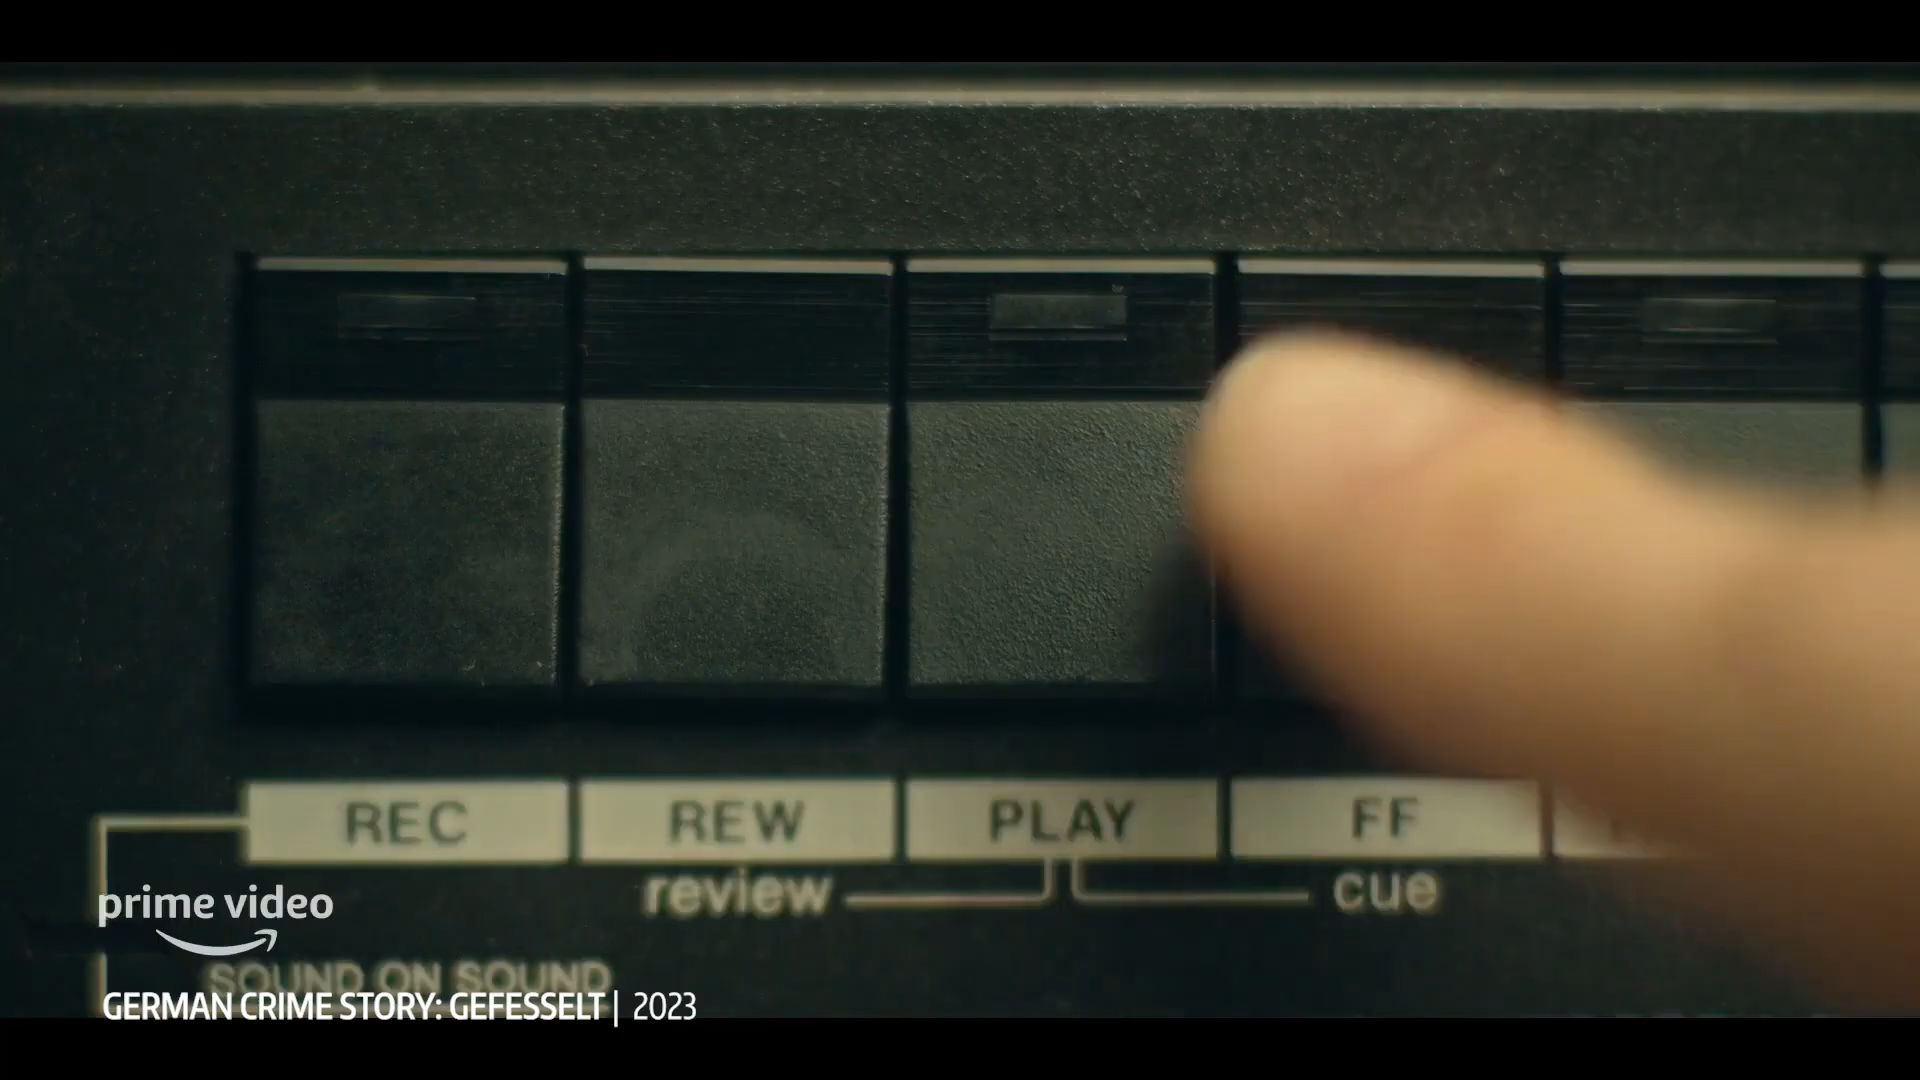 REC REW PLAY FF
review cue
prime video
SOUND ON SOUND
GERMAN CRIME STORY: GEFESSELT | 2023